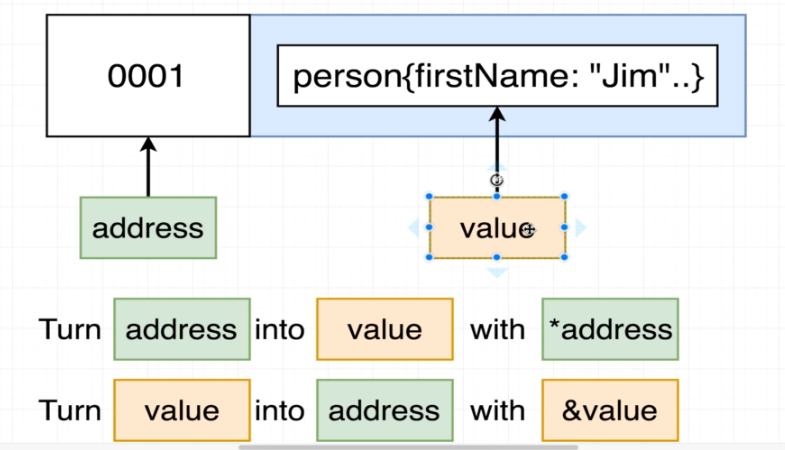 0001
person{firstName: "Jim"..}
address
value
Turn address into value with *address
Turn value into address with &value